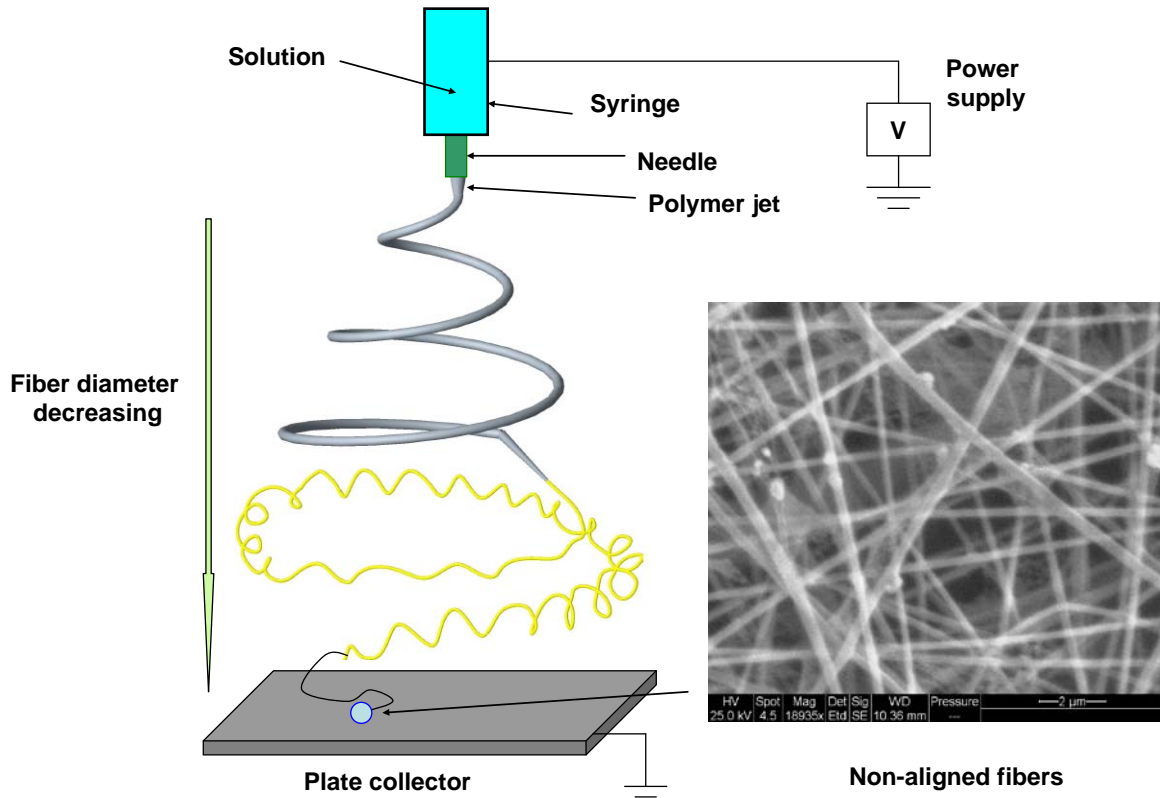 Solution
Syringe
Needle
Polymer jet
Power
supply
V
Fiber diameter
decreasing
HV Spot Mag Det Sig WD Pressure
25.0 kV 4.5 18935x Etd SE 10.36 mm --- 2 µm
Plate collector
Non-aligned fibers